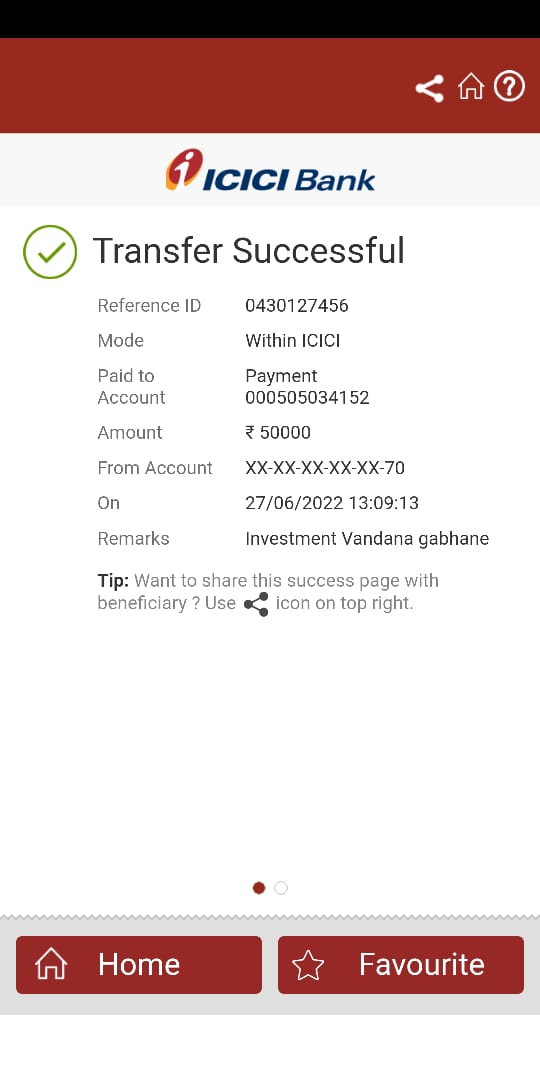 ICICI Bank
Transfer Successful
Reference ID 0430127456
Mode Within ICICI
Paid to Payment
Account 000505034152
Amount ₹ 50000
From Account XX-XX-XX-XX-XX-70
On 27/06/2022 13:09:13
Remarks Investment Vandana gabhane
Tip: Want to share this success page with
beneficiary ? Use icon on top right.
Home Favourite